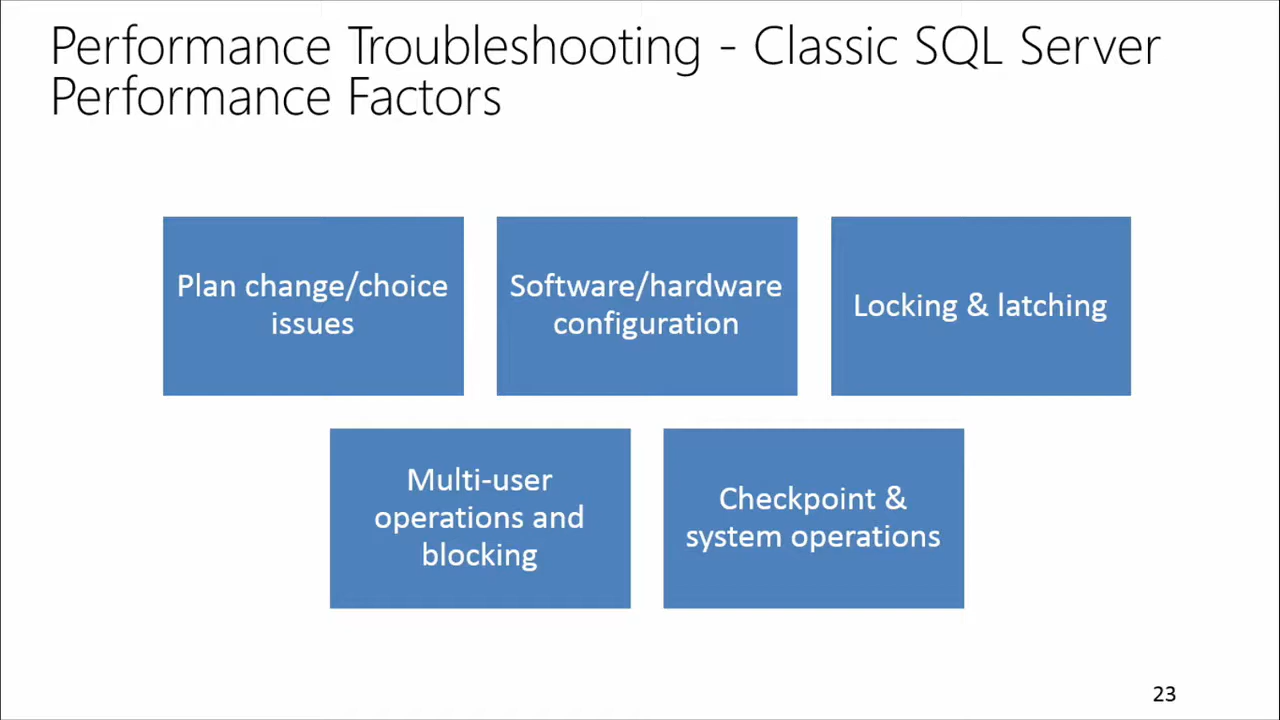 Performance Troubleshooting - Classic SQL Server
Performance Factors
Plan change/choice
issues
Software/hardware
configuration
Locking & latching
Multi-user
operations and
blocking
Checkpoint &
system operations
23